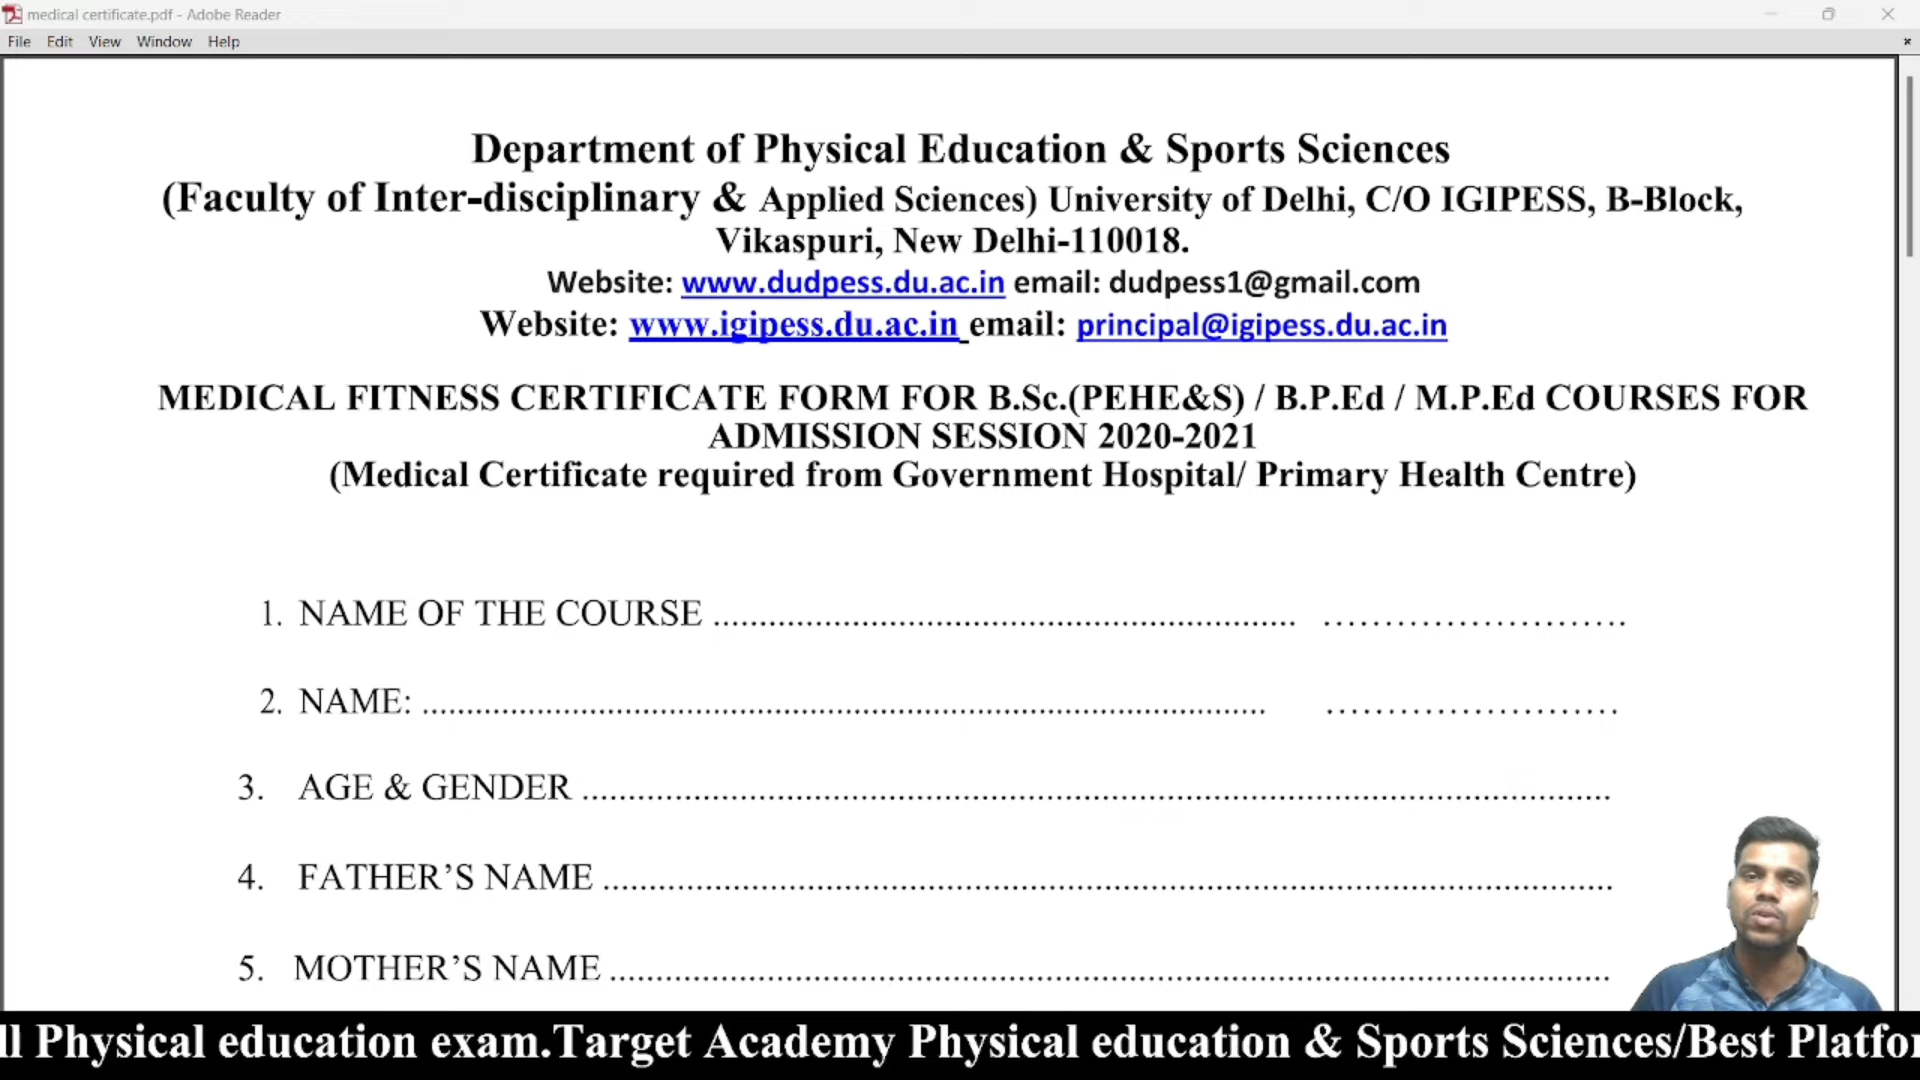 medical certificate.pdf - Adobe Reader
File Edit View Window Help
Department of Physical Education & Sports Sciences
(Faculty of Inter-disciplinary & Applied Sciences) University of Delhi, C/O IGIPESS, B-Block,
Vikaspuri, New Delhi-110018.
Website: www.dudpess.du.ac.in email: dudpess1@gmail.com
Website: www.igipess.du.ac.in email: principal@igipess.du.ac.in
MEDICAL FITNESS CERTIFICATE FORM FOR B.Sc.(PEHE&S) / B.P.Ed / M.P.Ed COURSES FOR
ADMISSION SESSION 2020-2021
(Medical Certificate required from Government Hospital/ Primary Health Centre)
1. NAME OF THE COURSE ................................................................ .........................
2. NAME: ............................................................................................. ........................
3. AGE & GENDER .................................................................................................................
4. FATHER’S NAME ...............................................................................................................
5. MOTHER’S NAME ..............................................................................................................
Physical education exam.Target Academy Physical education & Sports Sciences/Best